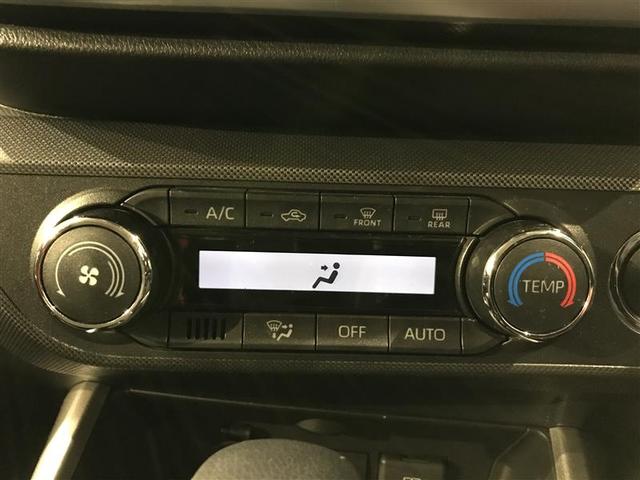 A/C
FRONT
REAR
TEMP
OFF
AUTO